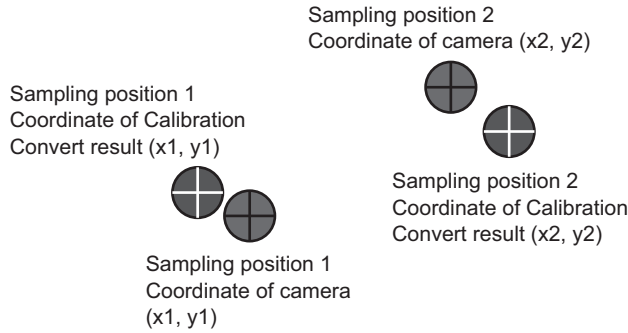 Sampling position 2
Coordinate of camera (x2, y2)
Sampling position 1
Coordinate of Calibration
Convert result (x1, y1)
Sampling position 2
Coordinate of Calibration
Convert result (x2, y2)
Sampling position 1
Coordinate of camera
(x1, y1)